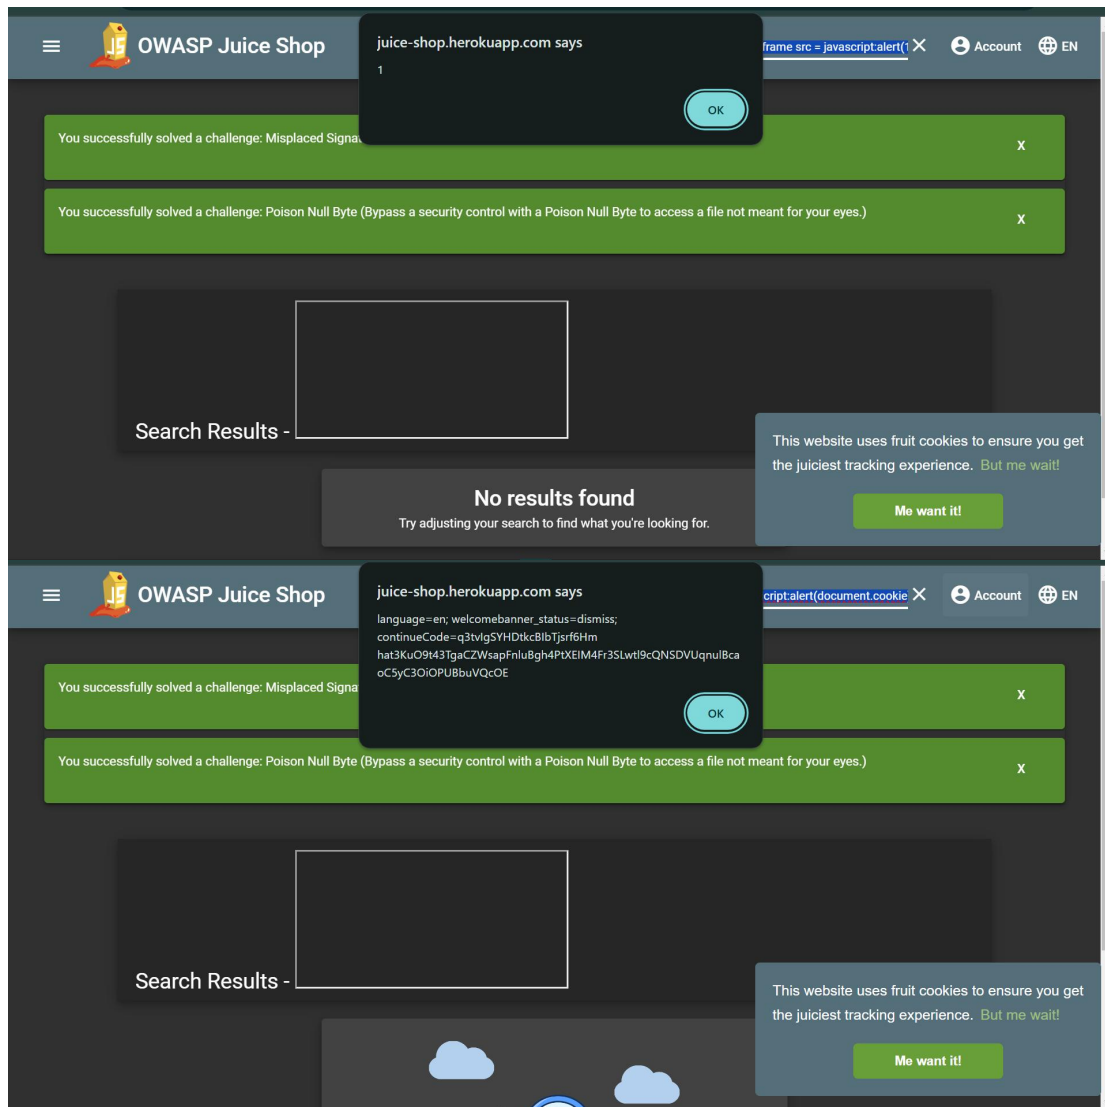 OWASP Juice Shop
juice-shop.herokuapp.com says
1
OK
frame src = javascript:alert(1
Account
EN
You successfully solved a challenge: Misplaced Signa
X
You successfully solved a challenge: Poison Null Byte (Bypass a security control with a Poison Null Byte to access a file not meant for your eyes.)
X
Search Results -
No results found
Try adjusting your search to find what you're looking for.
This website uses fruit cookies to ensure you get
the juiciest tracking experience. But me wait!
Me want it!
OWASP Juice Shop
juice-shop.herokuapp.com says
language=en; welcomebanner_status=dismiss;
continueCode=q3tvIgSYHDtkcBIbTjsrf6Hm
hat3KuO9t43TgaCZWsapFnluBgh4PtXEIM4Fr3SLwtl9cQNSDVUqnulBca
oC5yC3OiOPUBbuVQcOE
OK
cript:alert(document.cookie
Account
EN
You successfully solved a challenge: Misplaced Signa
X
You successfully solved a challenge: Poison Null Byte (Bypass a security control with a Poison Null Byte to access a file not meant for your eyes.)
X
Search Results -
This website uses fruit cookies to ensure you get
the juiciest tracking experience. But me wait!
Me want it!